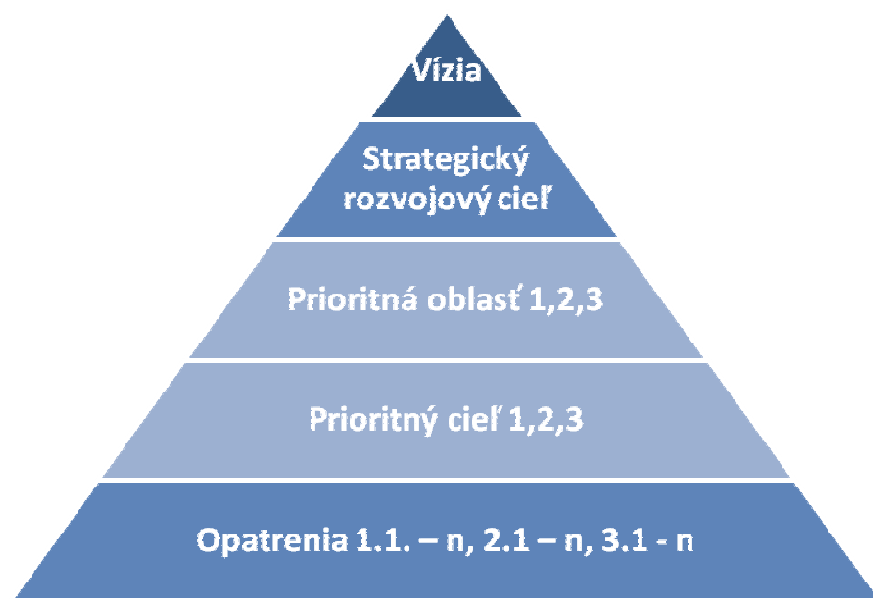 Vízia
Strategický
rozvojový cieľ
Prioritná oblasť 1,2,3
Prioritný cieľ 1,2,3
Opatrenia 1.1. – n, 2.1 – n, 3.1 - n